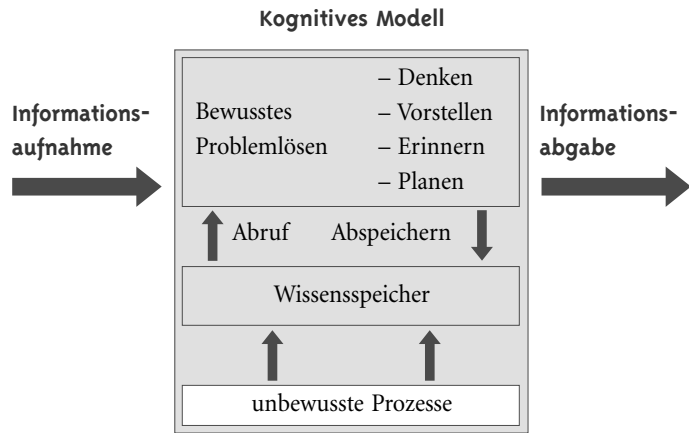 Kognitives Modell
Informations-
aufnahme
Bewusstes
Problemlösen
– Denken
– Vorstellen
– Erinnern
– Planen
Informations-
abgabe
Abruf
Abspeichern
Wissensspeicher
unbewusste Prozesse